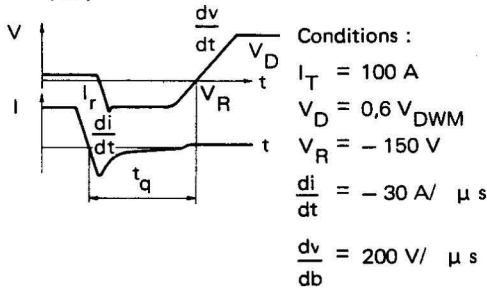 V
dv
dt
V_D
t
I_r
V_R
I
di
dt
t
t_q
Conditions :
I_T = 100 A
V_D = 0,6 V_DWM
V_R = − 150 V
di/dt = − 30 A/ μ s
dv/db = 200 V/ μ s